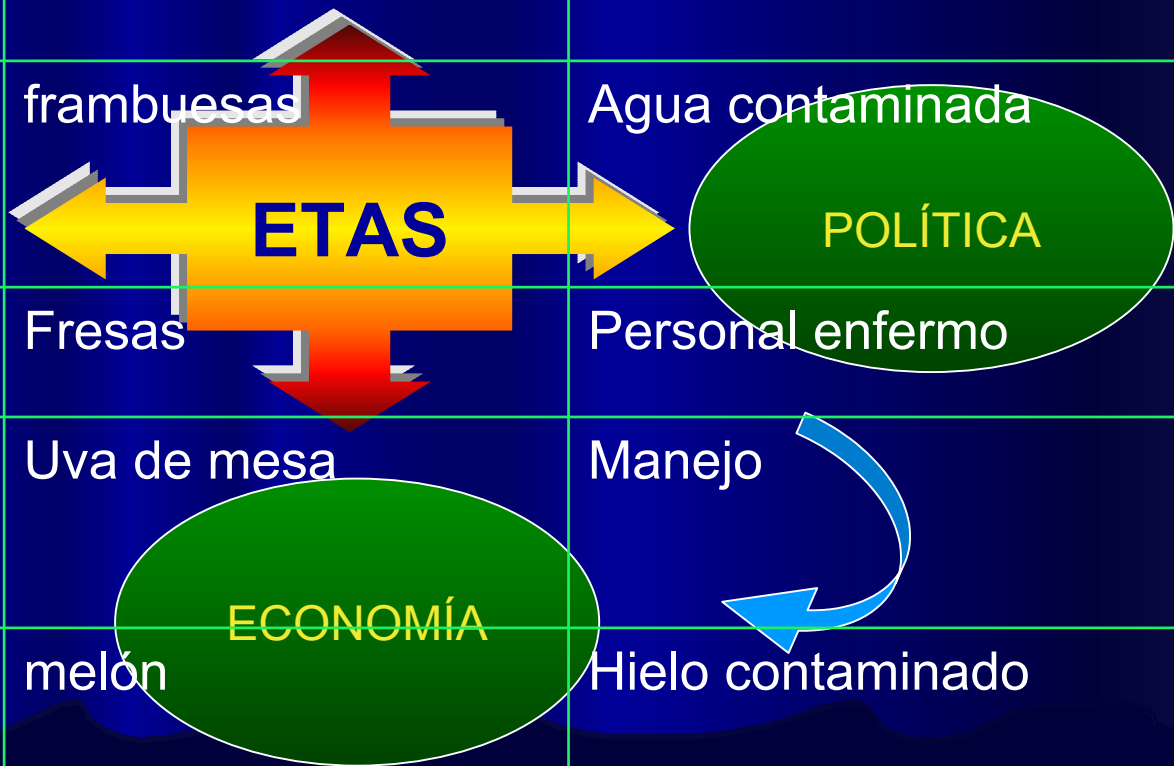 frambuesas
Agua contaminada
ETAS
POLÍTICA
Fresas
Personal enfermo
Uva de mesa
Manejo
ECONOMÍA
melón
Hielo contaminado